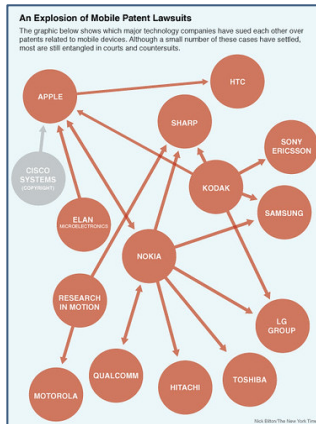 An Explosion of Mobile Patent Lawsuits
The graphic below shows which major technology companies have sued each other over
patents related to mobile devices. Although a small number of these cases have settled,
most are still entangled in courts and countersuits.
HTC
APPLE
SHARP
SONY
ERICSSON
CISCO
SYSTEMS
(COPYRIGHT)
KODAK
SAMSUNG
ELAN
MICROELECTRONICS
NOKIA
RESEARCH
IN MOTION
LG
GROUP
QUALCOMM
TOSHIBA
HITACHI
MOTOROLA
Nick Bilton/The New York Times